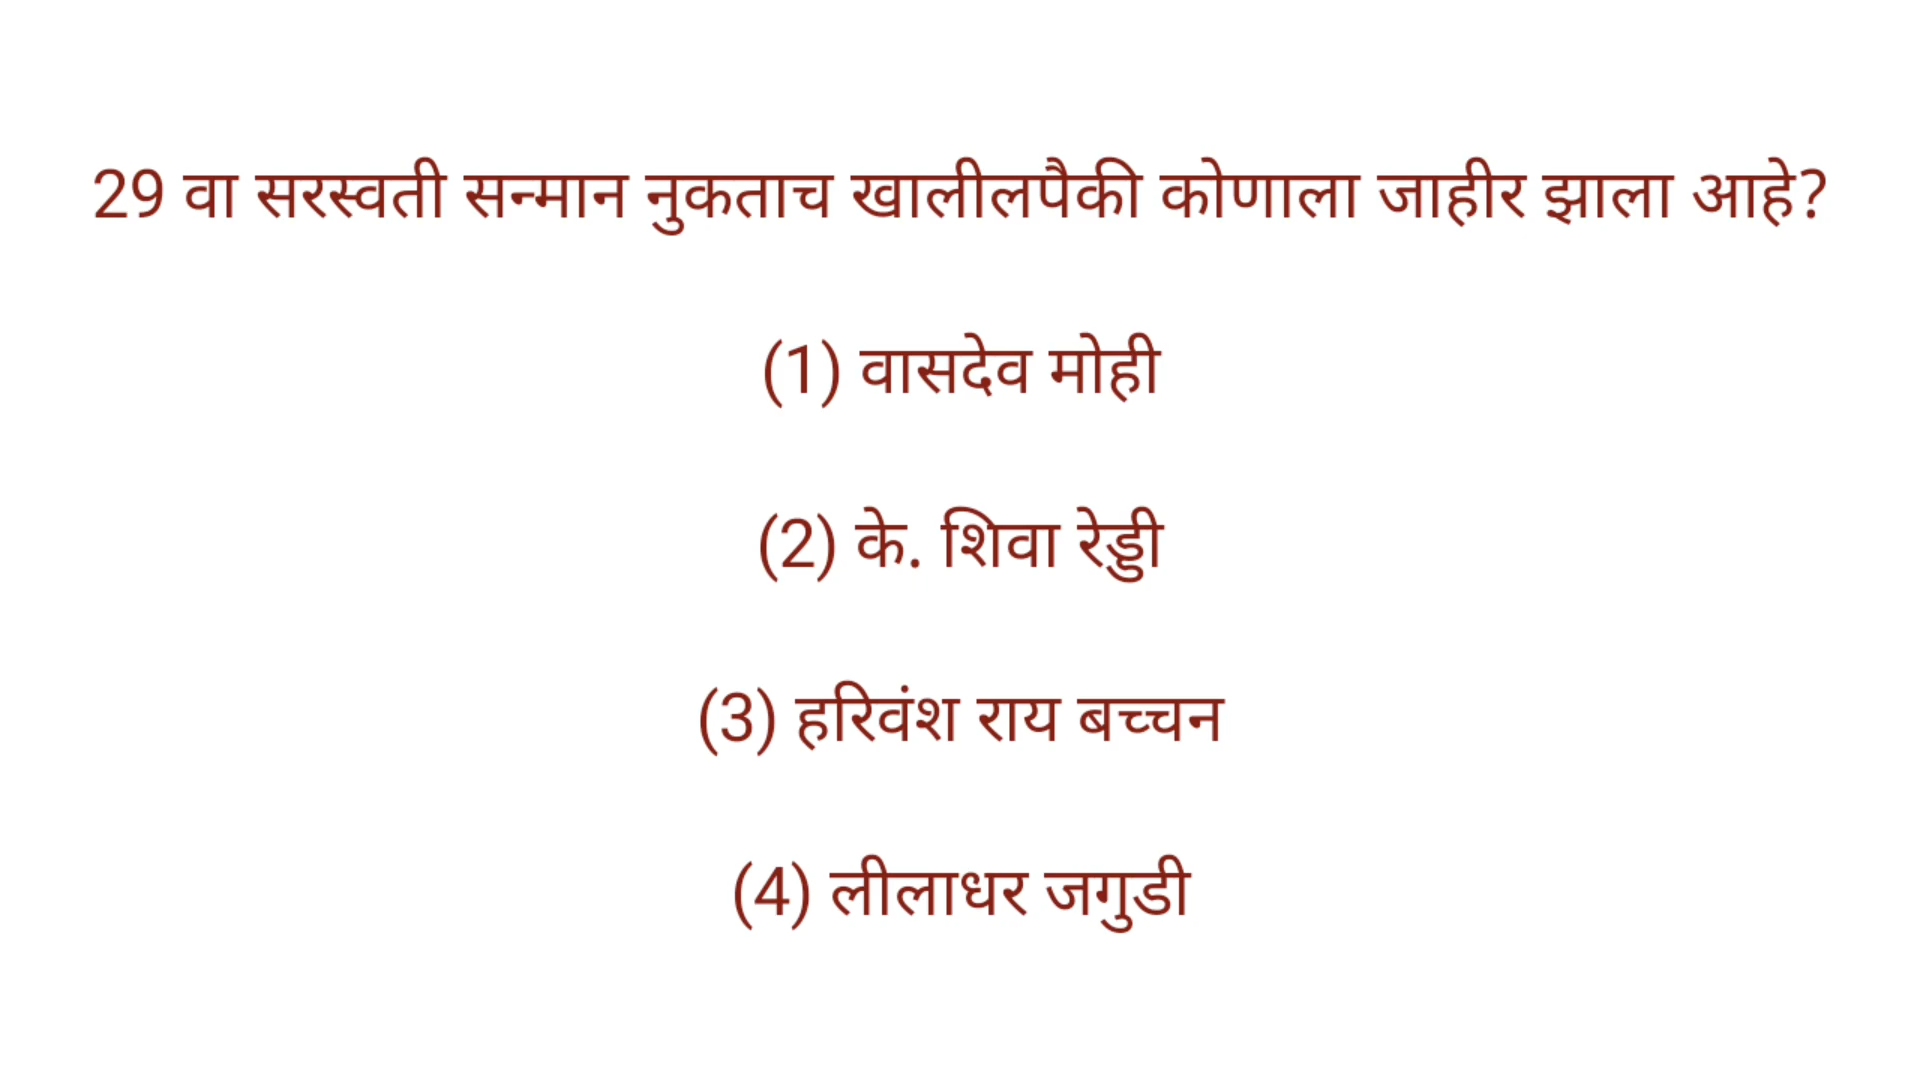 29 वा सरस्वती सन्मान नुकताच खालीलपैकी कोणाला जाहीर झाला आहे?
(1) वासदेव मोही
(2) के. शिवा रेड्डी
(3) हरिवंश राय बच्चन
(4) लीलाधर जगुडी